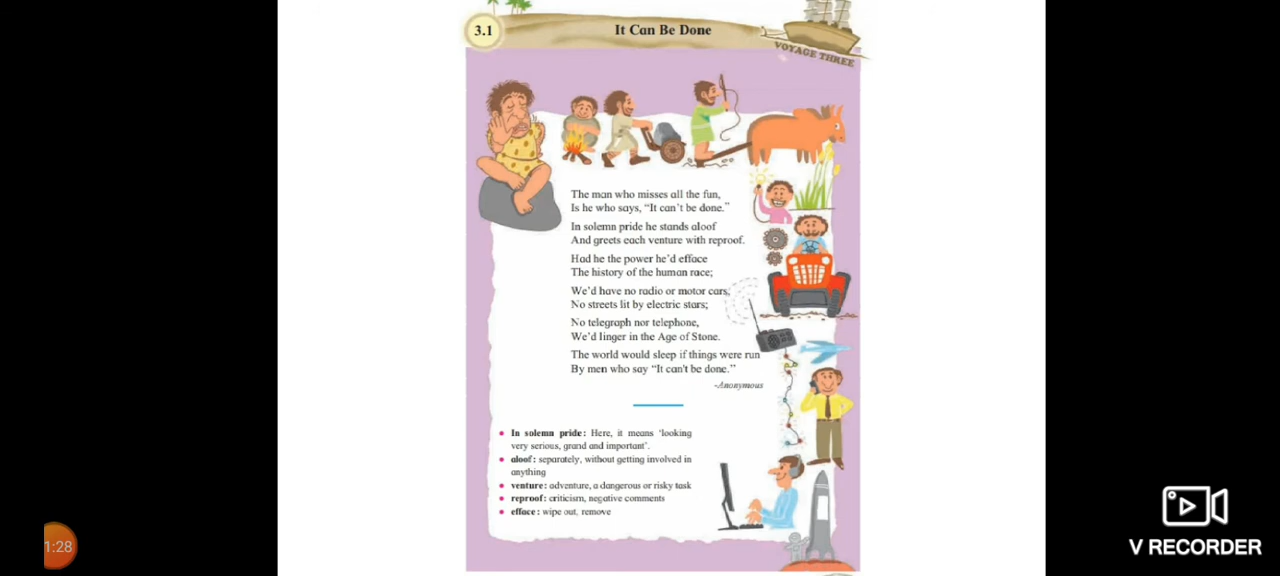 3.1
It Can Be Done
VOYAGE THREE
The man who misses all the fun,
Is he who says, “It can’t be done.”
In solemn pride he stands aloof
And greets each venture with reproof.
Had he the power he’d efface
The history of the human race;
We’d have no radio or motor cars,
No streets lit by electric stars;
No telegraph nor telephone,
We’d linger in the Age of Stone.
The world would sleep if things were run
By men who say “It can't be done.”
-Anonymous
• In solemn pride: Here, it means ‘looking
very serious, grand and important’.
• aloof: separately, without getting involved in
anything
• venture: adventure, a dangerous or risky task
• reproof: criticism, negative comments
• efface: wipe out, remove
1:28
V RECORDER